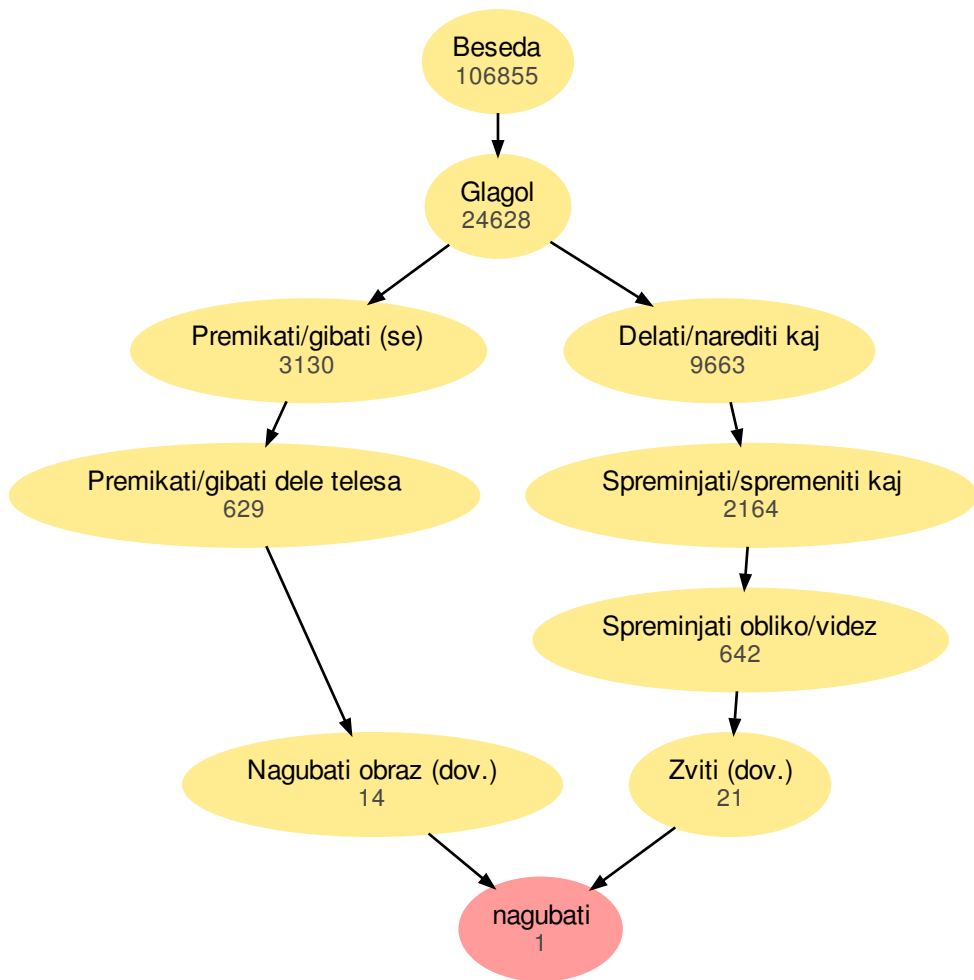 Beseda
106855
Glagol
24628
Premikati/gibati (se)
3130
Delati/narediti kaj
9663
Premikati/gibati dele telesa
629
Spreminjati/spremeniti kaj
2164
Spreminjati obliko/videz
642
Nagubati obraz (dov.)
14
Zviti (dov.)
21
nagubati
1